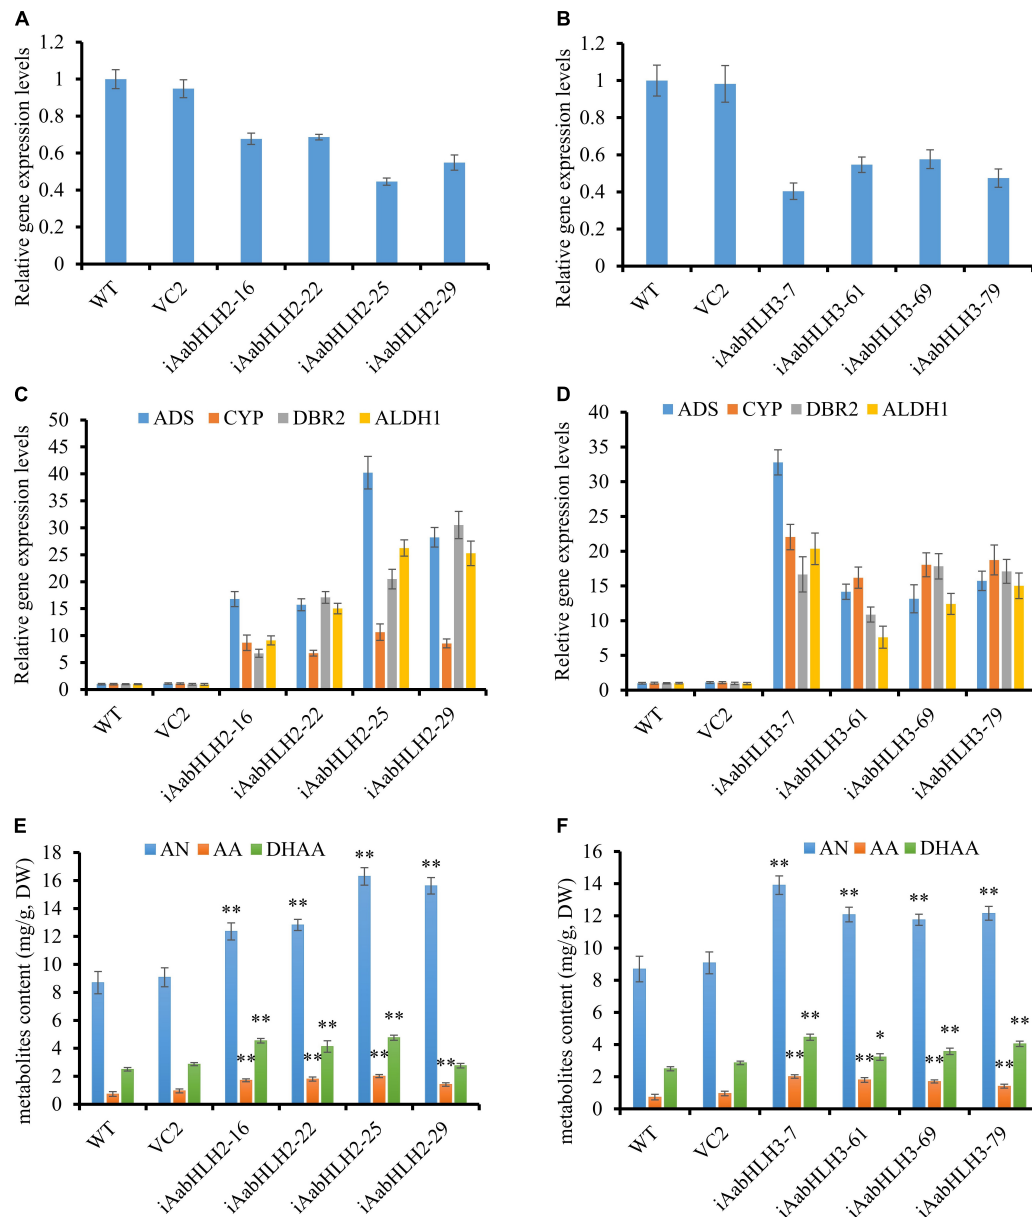 A
Relative gene expression levels
1.2
1
0.8
0.6
0.4
0.2
0
WT
VC2
iAabHLH2-16
iAabHLH2-22
iAabHLH2-25
iAabHLH2-29
B
Relative gene expression levels
1.2
1
0.8
0.6
0.4
0.2
0
WT
VC2
iAabHLH3-7
iAabHLH3-61
iAabHLH3-69
iAabHLH3-79
C
Relative gene expression levels
ADS CYP DBR2 ALDH1
50
45
40
35
30
25
20
15
10
5
0
WT
VC2
iAabHLH2-16
iAabHLH2-22
iAabHLH2-25
iAabHLH2-29
D
Reletive gene expression levels
ADS CYP DBR2 ALDH1
40
35
30
25
20
15
10
5
0
WT
VC2
iAabHLH3-7
iAabHLH3-61
iAabHLH3-69
iAabHLH3-79
E
metabolites content (mg/g, DW)
AN AA DHAA
18
16
14
12
10
8
6
4
2
0
** ** **
** ** **
** ** **
** **
WT
VC2
iAabHLH2-16
iAabHLH2-22
iAabHLH2-25
iAabHLH2-29
F
metabolites content (mg/g, DW)
AN AA DHAA
16
14
12
10
8
6
4
2
0
** ** **
** ** *
** ** **
** ** **
WT
VC2
iAabHLH3-7
iAabHLH3-61
iAabHLH3-69
iAabHLH3-79